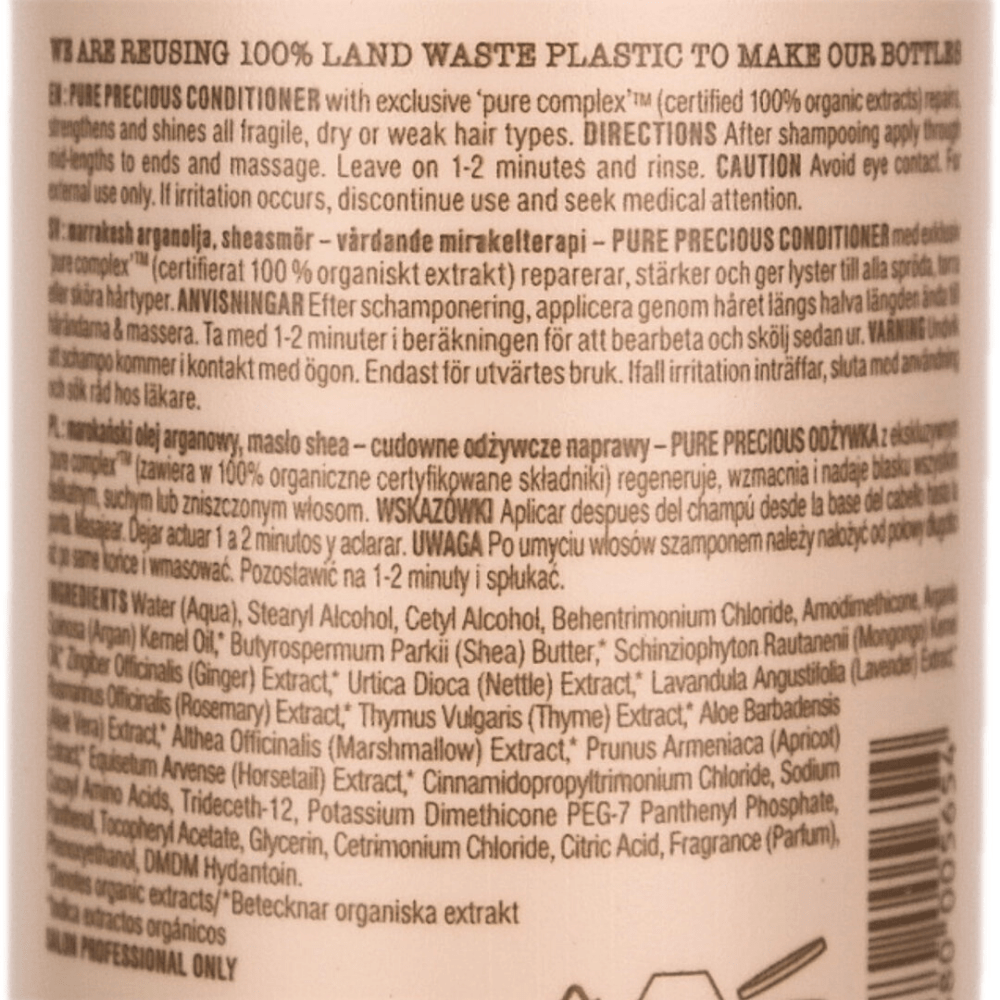 WE ARE REUSING 100% LAND WASTE PLASTIC TO MAKE OUR BOTTLES
EN: PURE PRECIOUS CONDITIONER with exclusive ‘pure complex’™ (certified 100% organic extracts) repairs,
strengthens and shines all fragile, dry or weak hair types. DIRECTIONS After shampooing apply through
mid-lengths to ends and massage. Leave on 1-2 minutes and rinse. CAUTION Avoid eye contact. For
external use only. If irritation occurs, discontinue use and seek medical attention.
marrakesh arganolja, sheasmör – vårdande mirakelterapi – PURE PRECIOUS CONDITIONER med
‘pure complex’™ (certifierat 100 % organiskt extrakt) reparerar, stärker och ger lyster till alla spröda, torra
eller sköra hårtyper. ANVISNINGAR Efter schamponering, applicera genom håret längs halva längden ända till
hårändarna & massera. Ta med 1-2 minuter i beräkningen för att bearbeta och skölj sedan ur. VARNING Undvik
att schampo kommer i kontakt med ögon. Endast för utvärtes bruk. Ifall irritation inträffar, sluta med användning
och sök råd hos läkare.
PL: marokański olej arganowy, masło shea – cudowne odżywcze naprawy – PURE PRECIOUS ODŻYWKA z
‘pure complex’™ (zawiera w 100% organiczne certyfikowane składniki) regeneruje, wzmacnia i nadaje blasku wszystkim
delikatnym, suchym lub zniszczonym włosom. WSKAZÓWKI Aplicar despues del champú desde la base del cabello hasta la
punta. Masajear. Dejar actuar 1 a 2 minutos y aclarar. UWAGA Po umyciu włosów szamponem należy nałożyć od połowy długości
aż po same końce i wmasować. Pozostawić na 1-2 minuty i spłukać.
INGREDIENTS Water (Aqua), Stearyl Alcohol, Cetyl Alcohol, Behentrimonium Chloride, Amodimethicone, Argania
Spinosa (Argan) Kernel Oil,* Butyrospermum Parkii (Shea) Butter,* Schinziophyton Rautanenii (Mongongo) Kernel
Oil,* Zingiber Officinalis (Ginger) Extract,* Urtica Dioca (Nettle) Extract,* Lavandula Angustifolia (Lavender) Extract,*
Rosmarinus Officinalis (Rosemary) Extract,* Thymus Vulgaris (Thyme) Extract,* Aloe Barbadensis
(Aloe Vera) Extract,* Althea Officinalis (Marshmallow) Extract,* Prunus Armeniaca (Apricot)
Extract,* Equisetum Arvense (Horsetail) Extract,* Cinnamidopropyltrimonium Chloride, Sodium
Cocoyl Amino Acids, Trideceth-12, Potassium Dimethicone PEG-7 Panthenyl Phosphate,
Panthenol, Tocopheryl Acetate, Glycerin, Cetrimonium Chloride, Citric Acid, Fragrance (Parfum),
Phenoxyethanol, DMDM Hydantoin.
*Denotes organic extracts/*Betecknar organiska extrakt
*Indica extractos orgánicos
SALON PROFESSIONAL ONLY